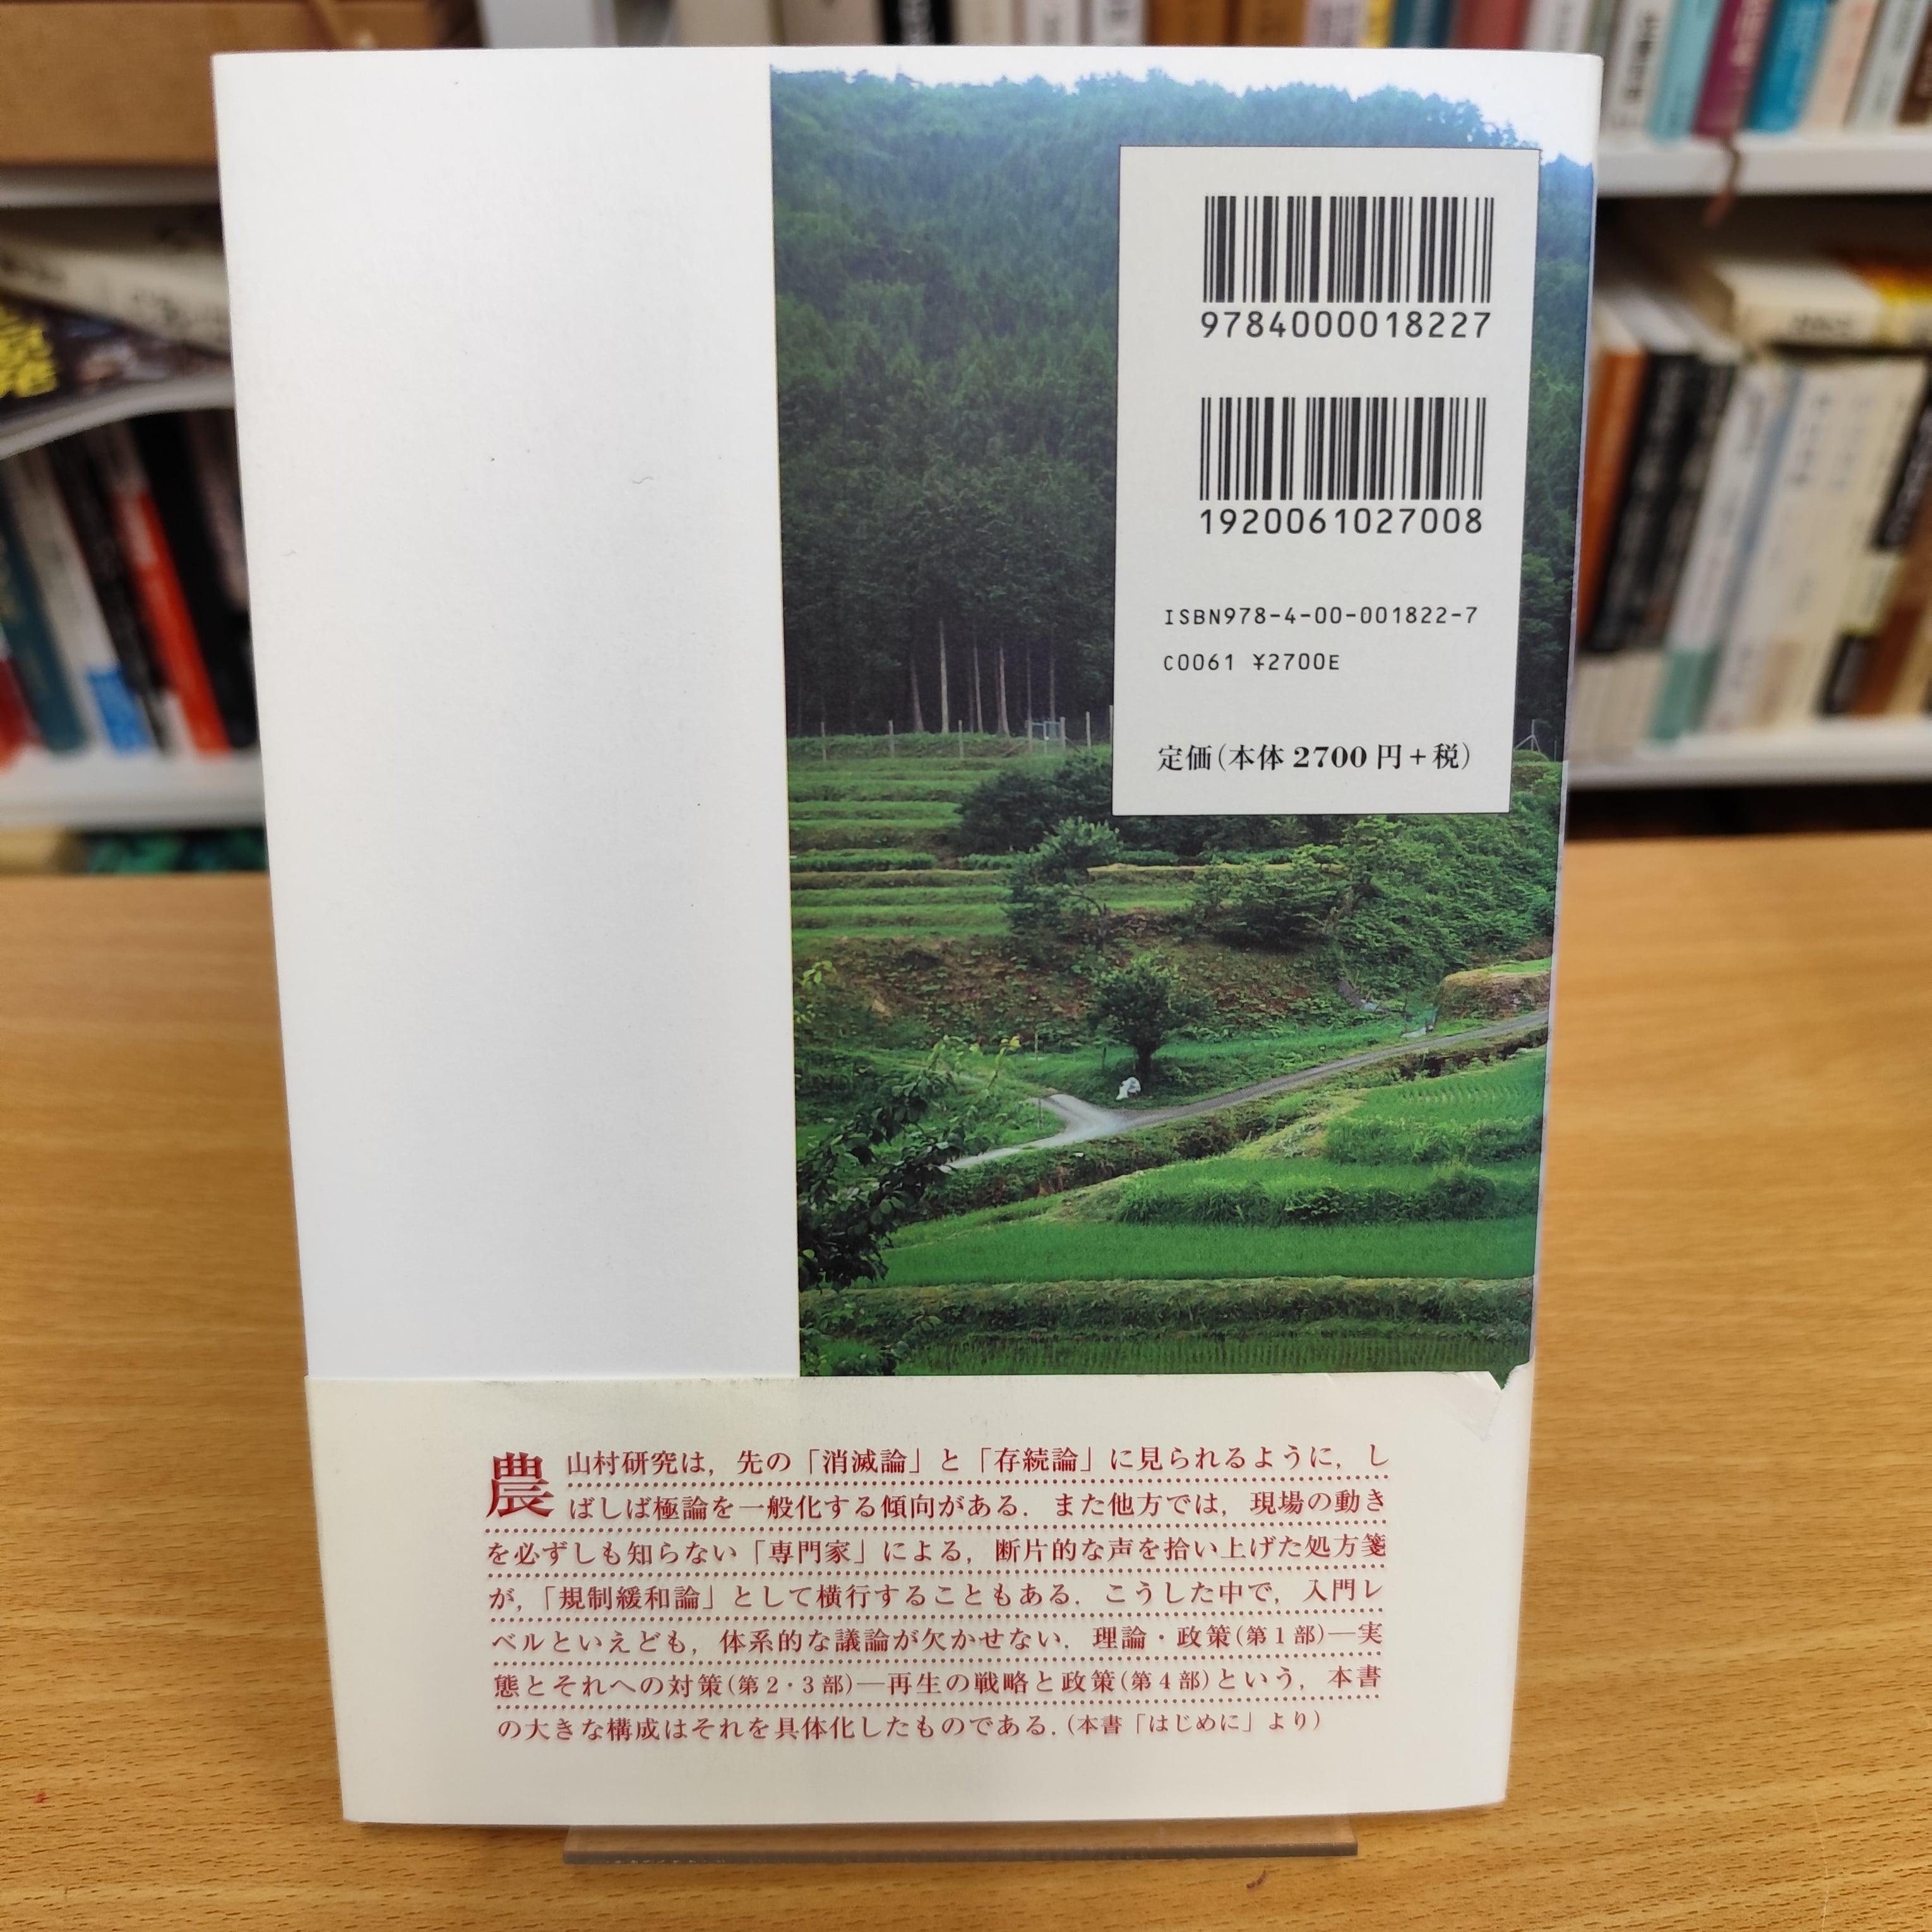 9784000018227
1920061027008
ISBN978-4-00-001822-7
C0061 ¥2700E
定価(本体 2700 円+税)
農山村研究は，先の「消滅論」と「存続論」に見られるように，し
ばしば極論を一般化する傾向がある．また他方では，現場の動き
を必ずしも知らない「専門家」による，断片的な声を拾い上げた処方箋
が，「規制緩和論」として横行することもある．こうした中で，入門レ
ベルといえども，体系的な議論が欠かせない．理論・政策(第1部)―実
態とそれへの対策(第2・3部)―再生の戦略と政策(第4部)という，本書
の大きな構成はそれを具体化したものである．(本書「はじめに」より)